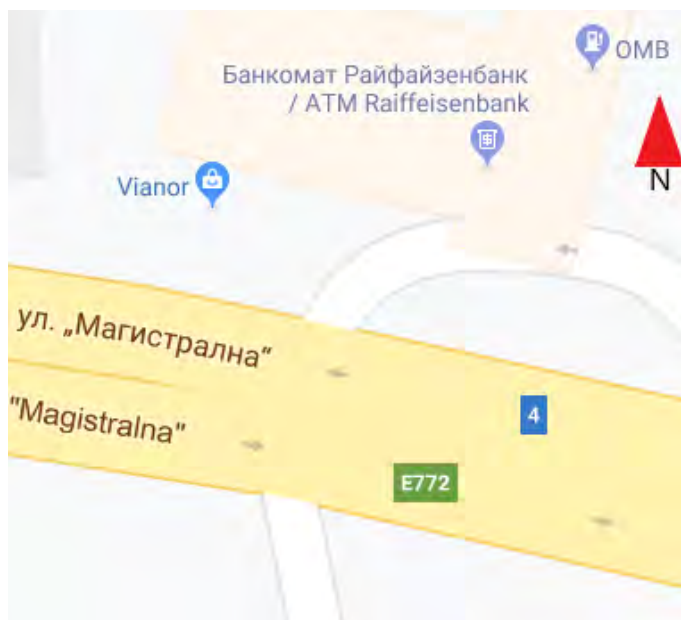 OMB
Банкомат Райфайзенбанк
/ ATM Raiffeisenbank
N
Vianor
ул. „Магистрална“
"Magistralna"
4
E772